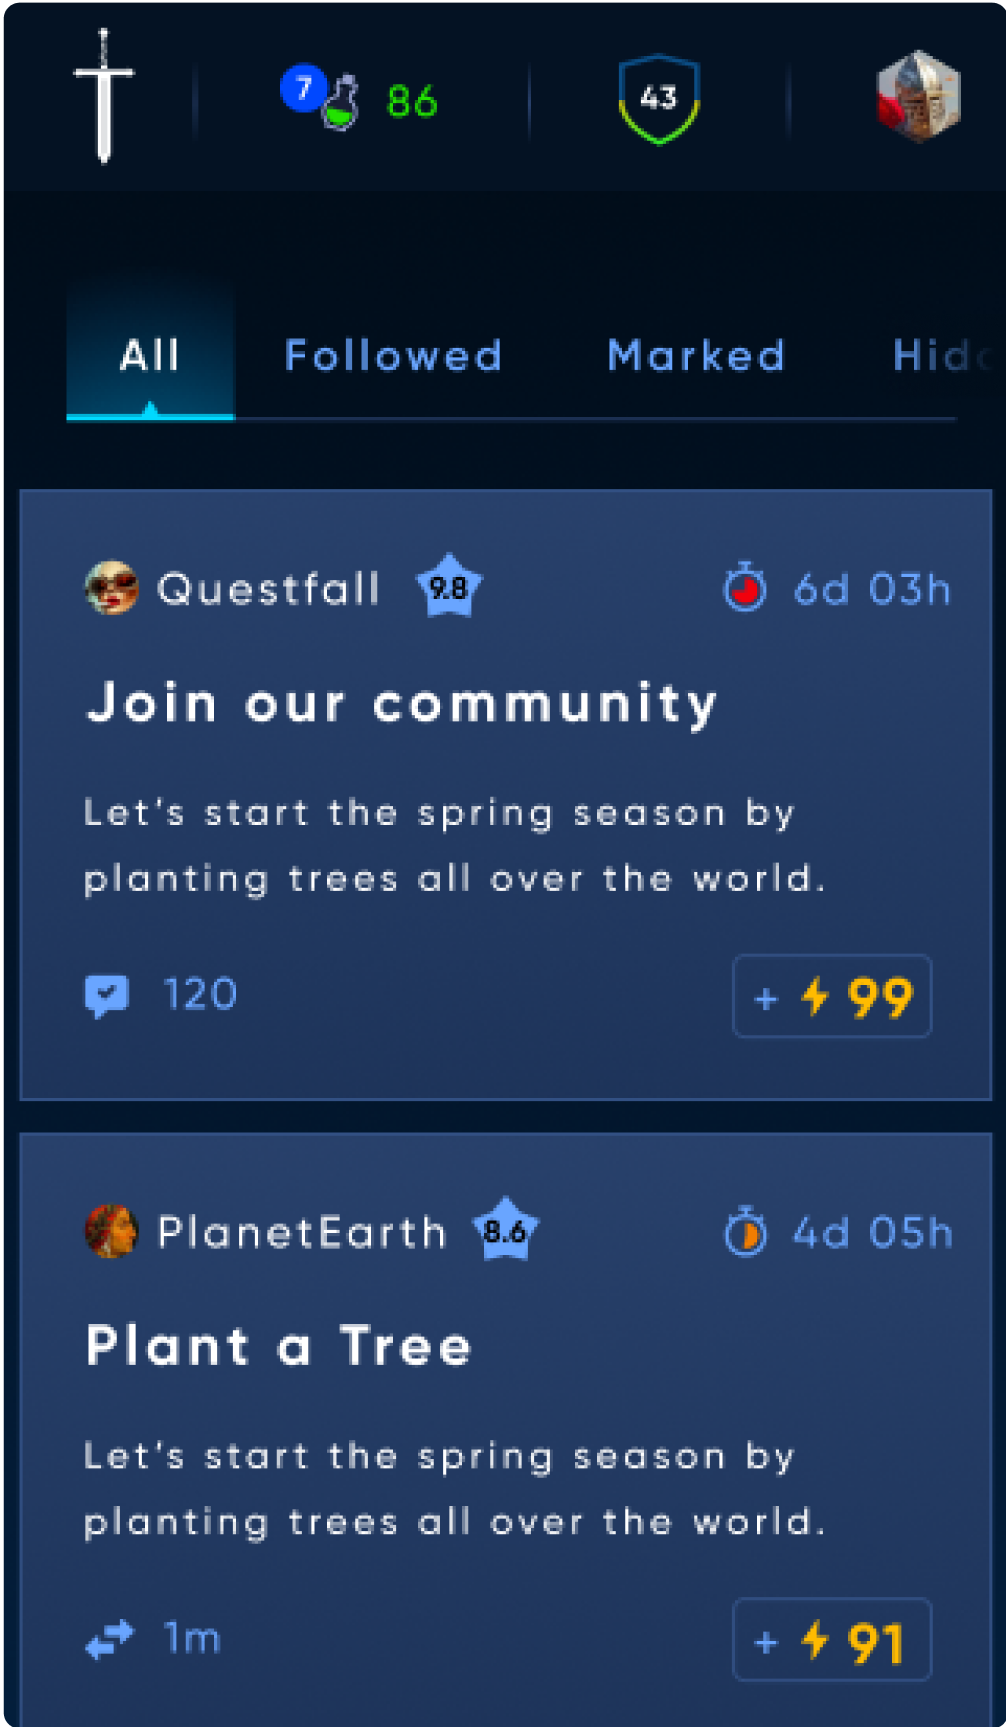 7 86 43
All Followed Marked
Questfall 9.8 6d 03h
Join our community
Let's start the spring season by
planting trees all over the world.
120 + 99
PlanetEarth 8.6 4d 05h
Plant a Tree
Let's start the spring season by
planting trees all over the world.
1m + 91